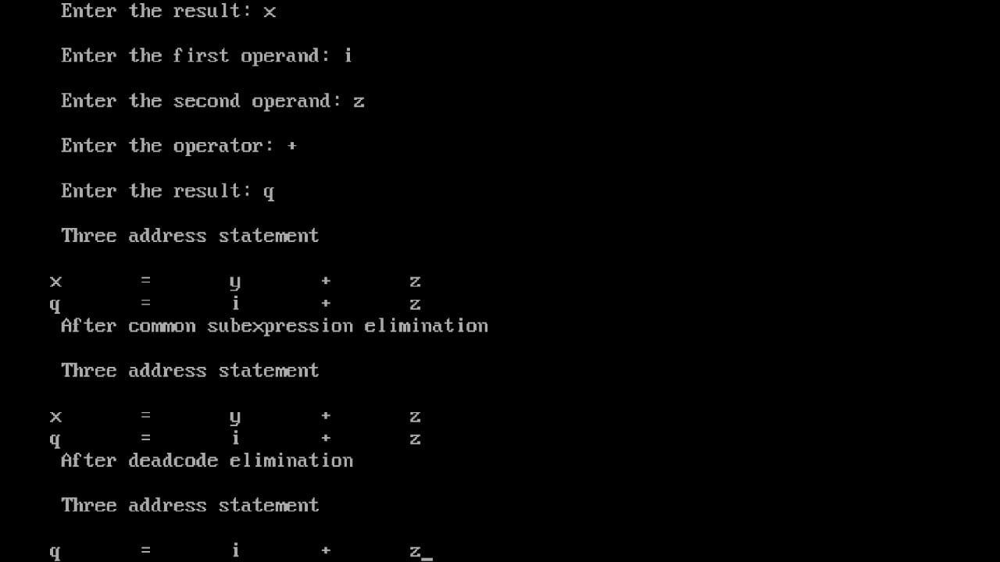 Enter the result: x
Enter the first operand: i
Enter the second operand: z
Enter the operator: +
Enter the result: q
Three address statement
x = y + z
q = i + z
After common subexpression elimination
Three address statement
x = y + z
q = i + z
After deadcode elimination
Three address statement
q = i + z_